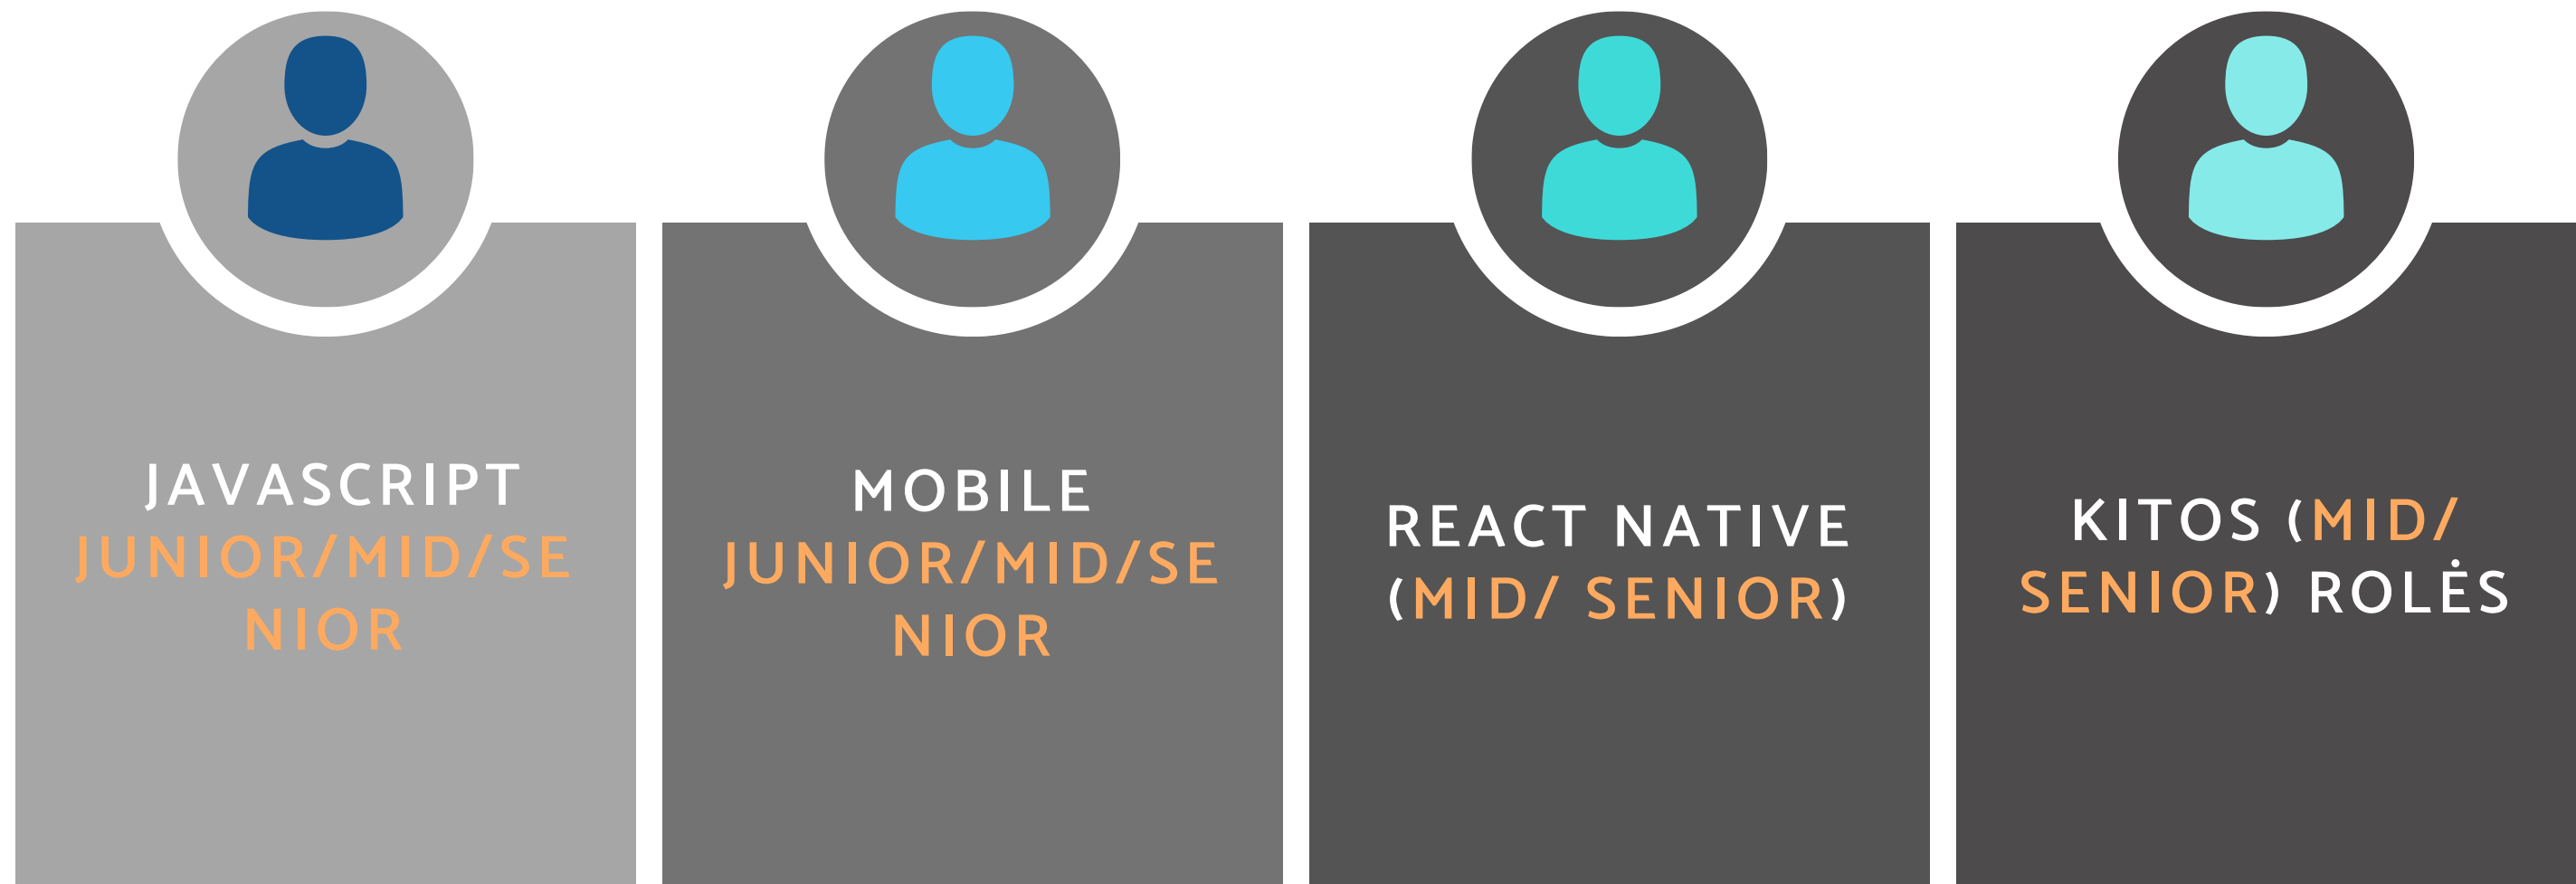 JAVASCRIPT
JUNIOR/MID/SE
NIOR
MOBILE
JUNIOR/MID/SE
NIOR
REACT NATIVE
(MID/ SENIOR)
KITOS (MID/
SENIOR) ROLĖS